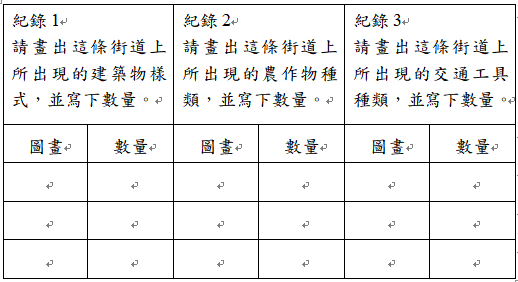 紀錄 1
請畫出這條街道上
所出現的建築物樣
式，並寫下數量。
紀錄 2
請畫出這條街道上
所出現的農作物種
類，並寫下數量。
紀錄 3
請畫出這條街道上
所出現的交通工具
種類，並寫下數量。
圖畫 數量 圖畫 數量 圖畫 數量